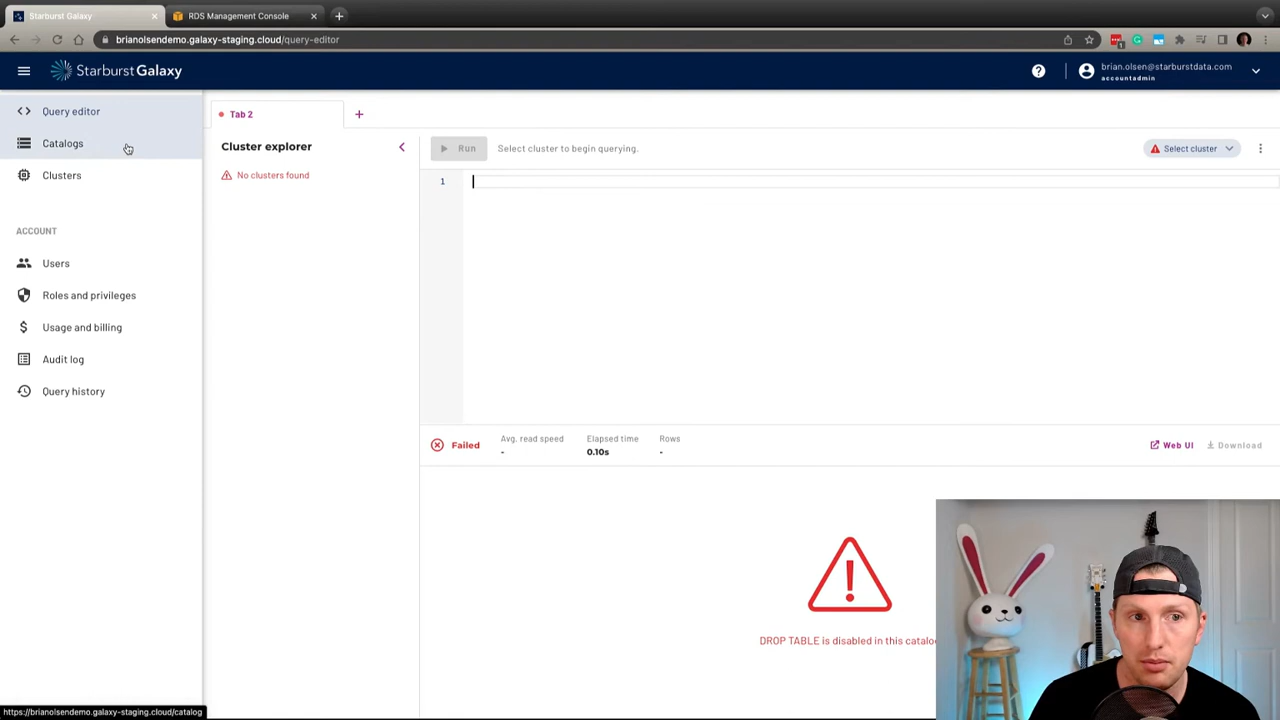 Starburst Galaxy
RDS Management Console
brianolsendemo.galaxy-staging.cloud/query-editor
Starburst Galaxy
brian.olsen@starburstdata.com
accountadmin
Query editor
Catalogs
Clusters
ACCOUNT
Users
Roles and privileges
Usage and billing
Audit log
Query history
Tab 2
Cluster explorer
No clusters found
Run
Select cluster to begin querying.
Select cluster
1
Failed
Avg. read speed
-
Elapsed time
0.10s
Rows
-
Web UI
Download
DROP TABLE is disabled in this catalo
https://brianolsendemo.galaxy-staging.cloud/catalog